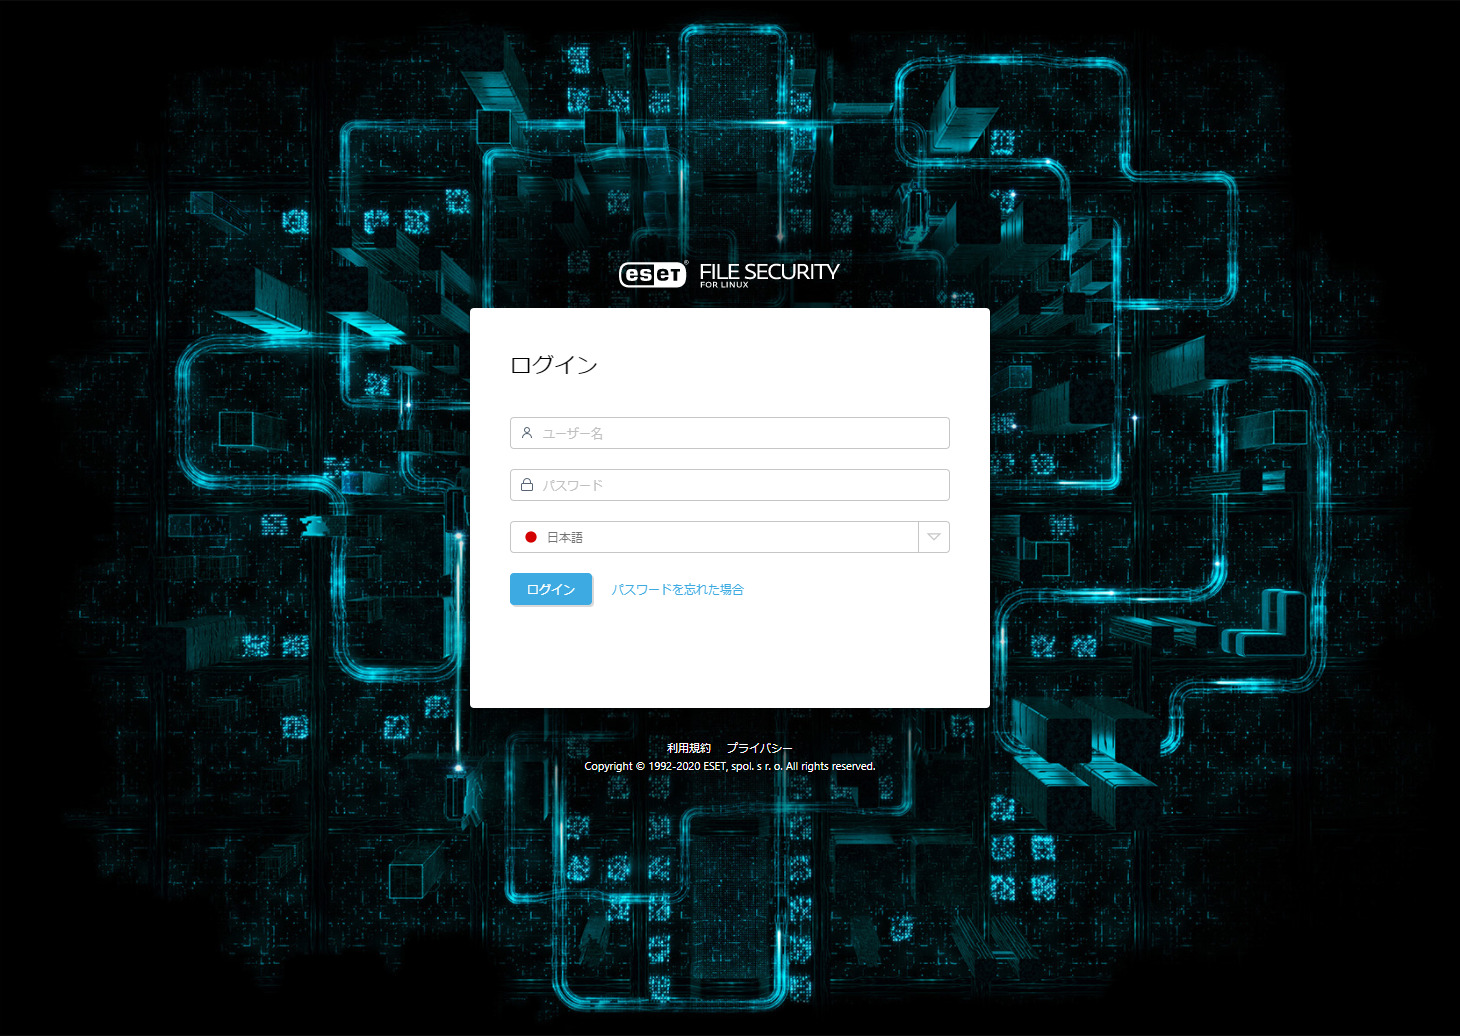 eseT® FILE SECURITY
FOR LINUX
ログイン
ユーザー名
パスワード
日本語
ログイン パスワードを忘れた場合
利用規約 プライバシー
Copyright © 1992-2020 ESET, spol. s r. o. All rights reserved.